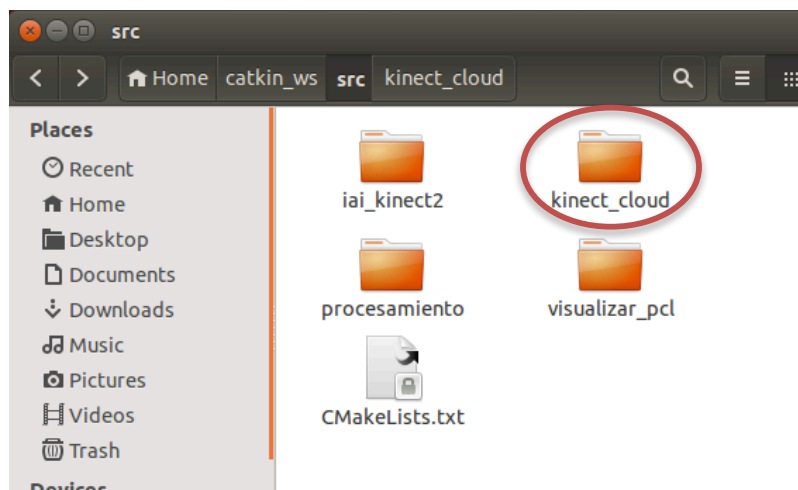 src
Home catkin_ws src kinect_cloud
Places
Recent
Home
Desktop
Documents
Downloads
Music
Pictures
Videos
Trash
Devices
iai_kinect2 kinect_cloud
procesamiento visualizar_pcl
CMakeLists.txt